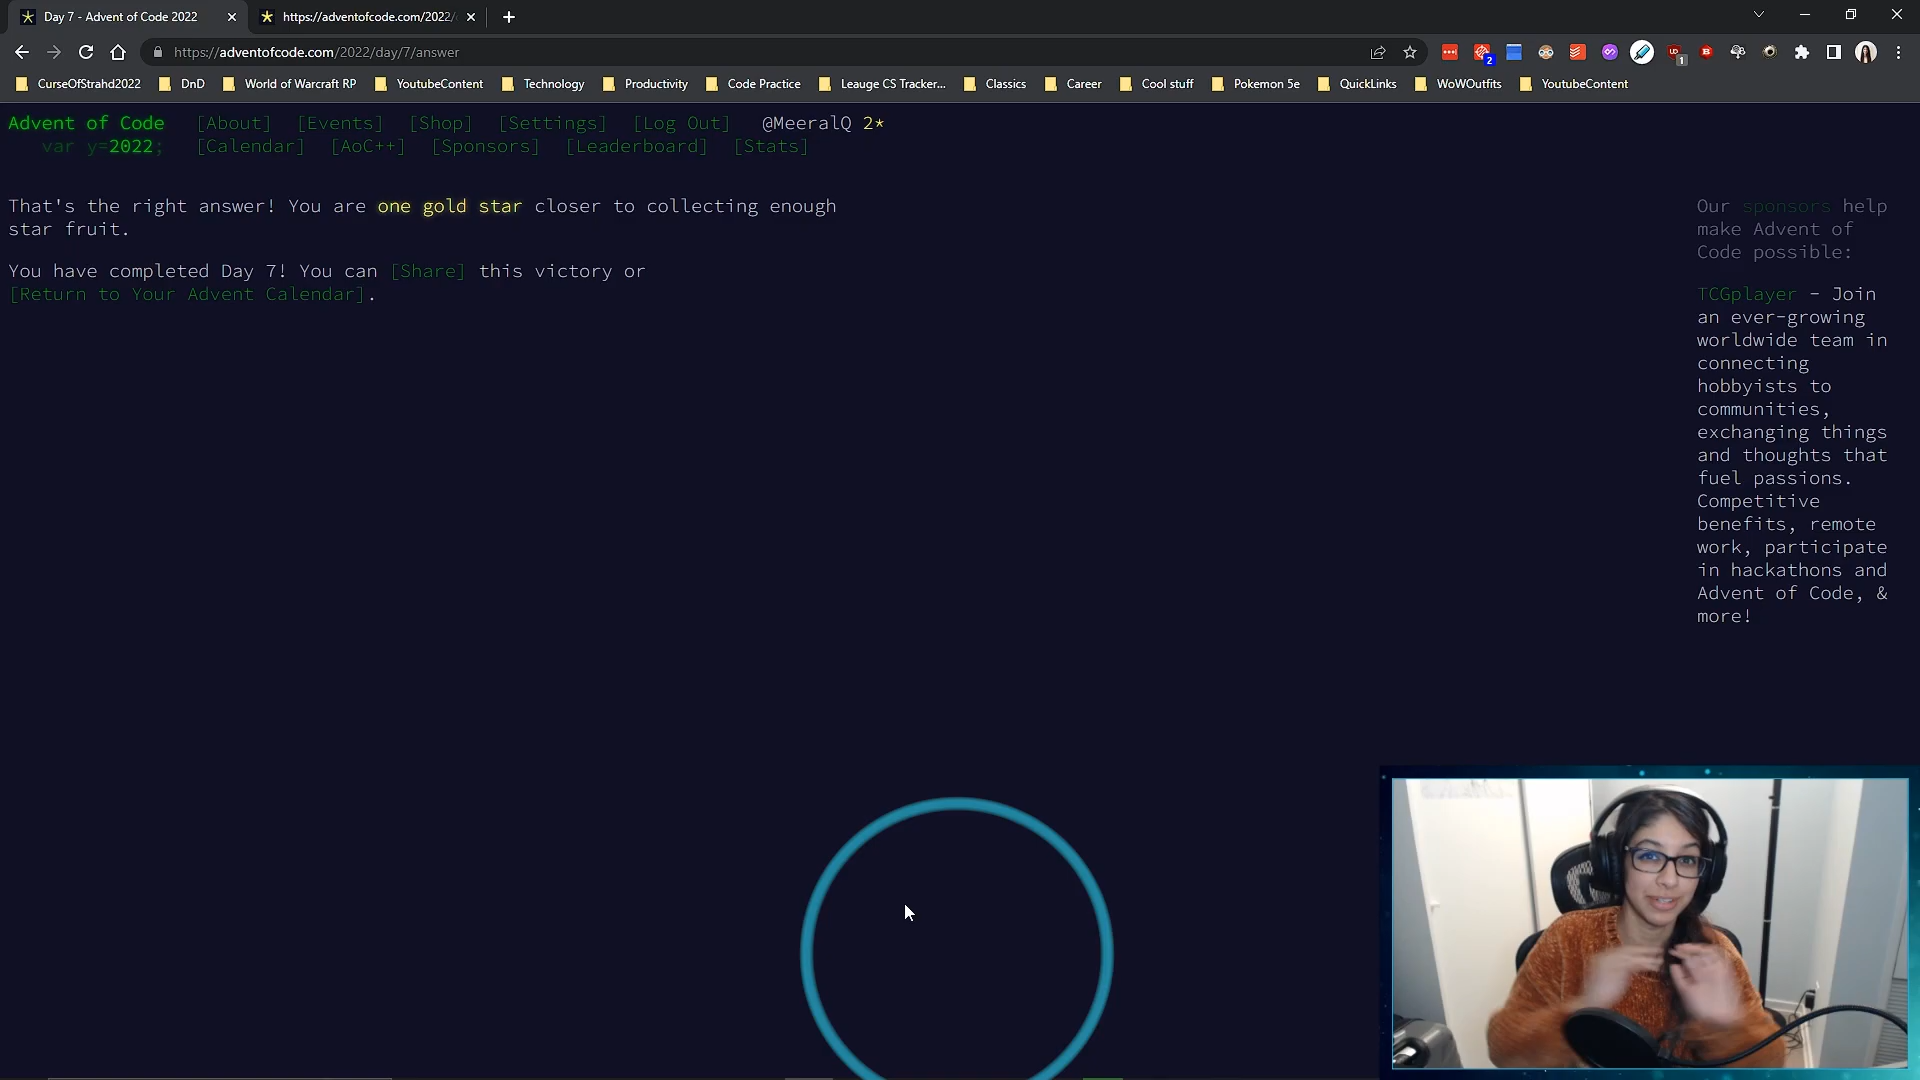 Day 7 - Advent of Code 2022
https://adventofcode.com/2022/
https://adventofcode.com/2022/day/7/answer
2
1
CurseOfStrahd2022 DnD World of Warcraft RP YoutubeContent Technology Productivity Code Practice Leauge CS Tracker... Classics Career Cool stuff Pokemon 5e QuickLinks WoWOutfits YoutubeContent
Advent of Code [About] [Events] [Shop] [Settings] [Log Out] @MeeralQ 2*
var y=2022; [Calendar] [AoC++] [Sponsors] [Leaderboard] [Stats]
That's the right answer! You are one gold star closer to collecting enough
star fruit.
You have completed Day 7! You can [Share] this victory or
[Return to Your Advent Calendar].
Our sponsors help
make Advent of
Code possible:
TCGplayer - Join
an ever-growing
worldwide team in
connecting
hobbyists to
communities,
exchanging things
and thoughts that
fuel passions.
Competitive
benefits, remote
work, participate
in hackathons and
Advent of Code, &
more!